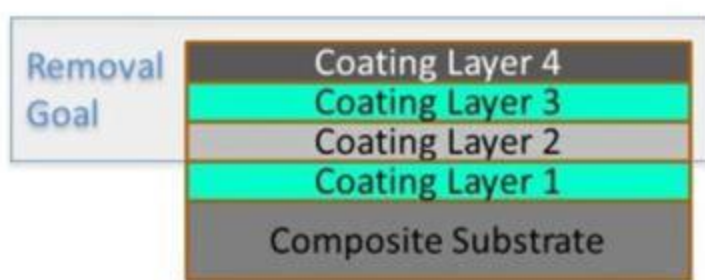 Removal
Goal
Coating Layer 4
Coating Layer 3
Coating Layer 2
Coating Layer 1
Composite Substrate